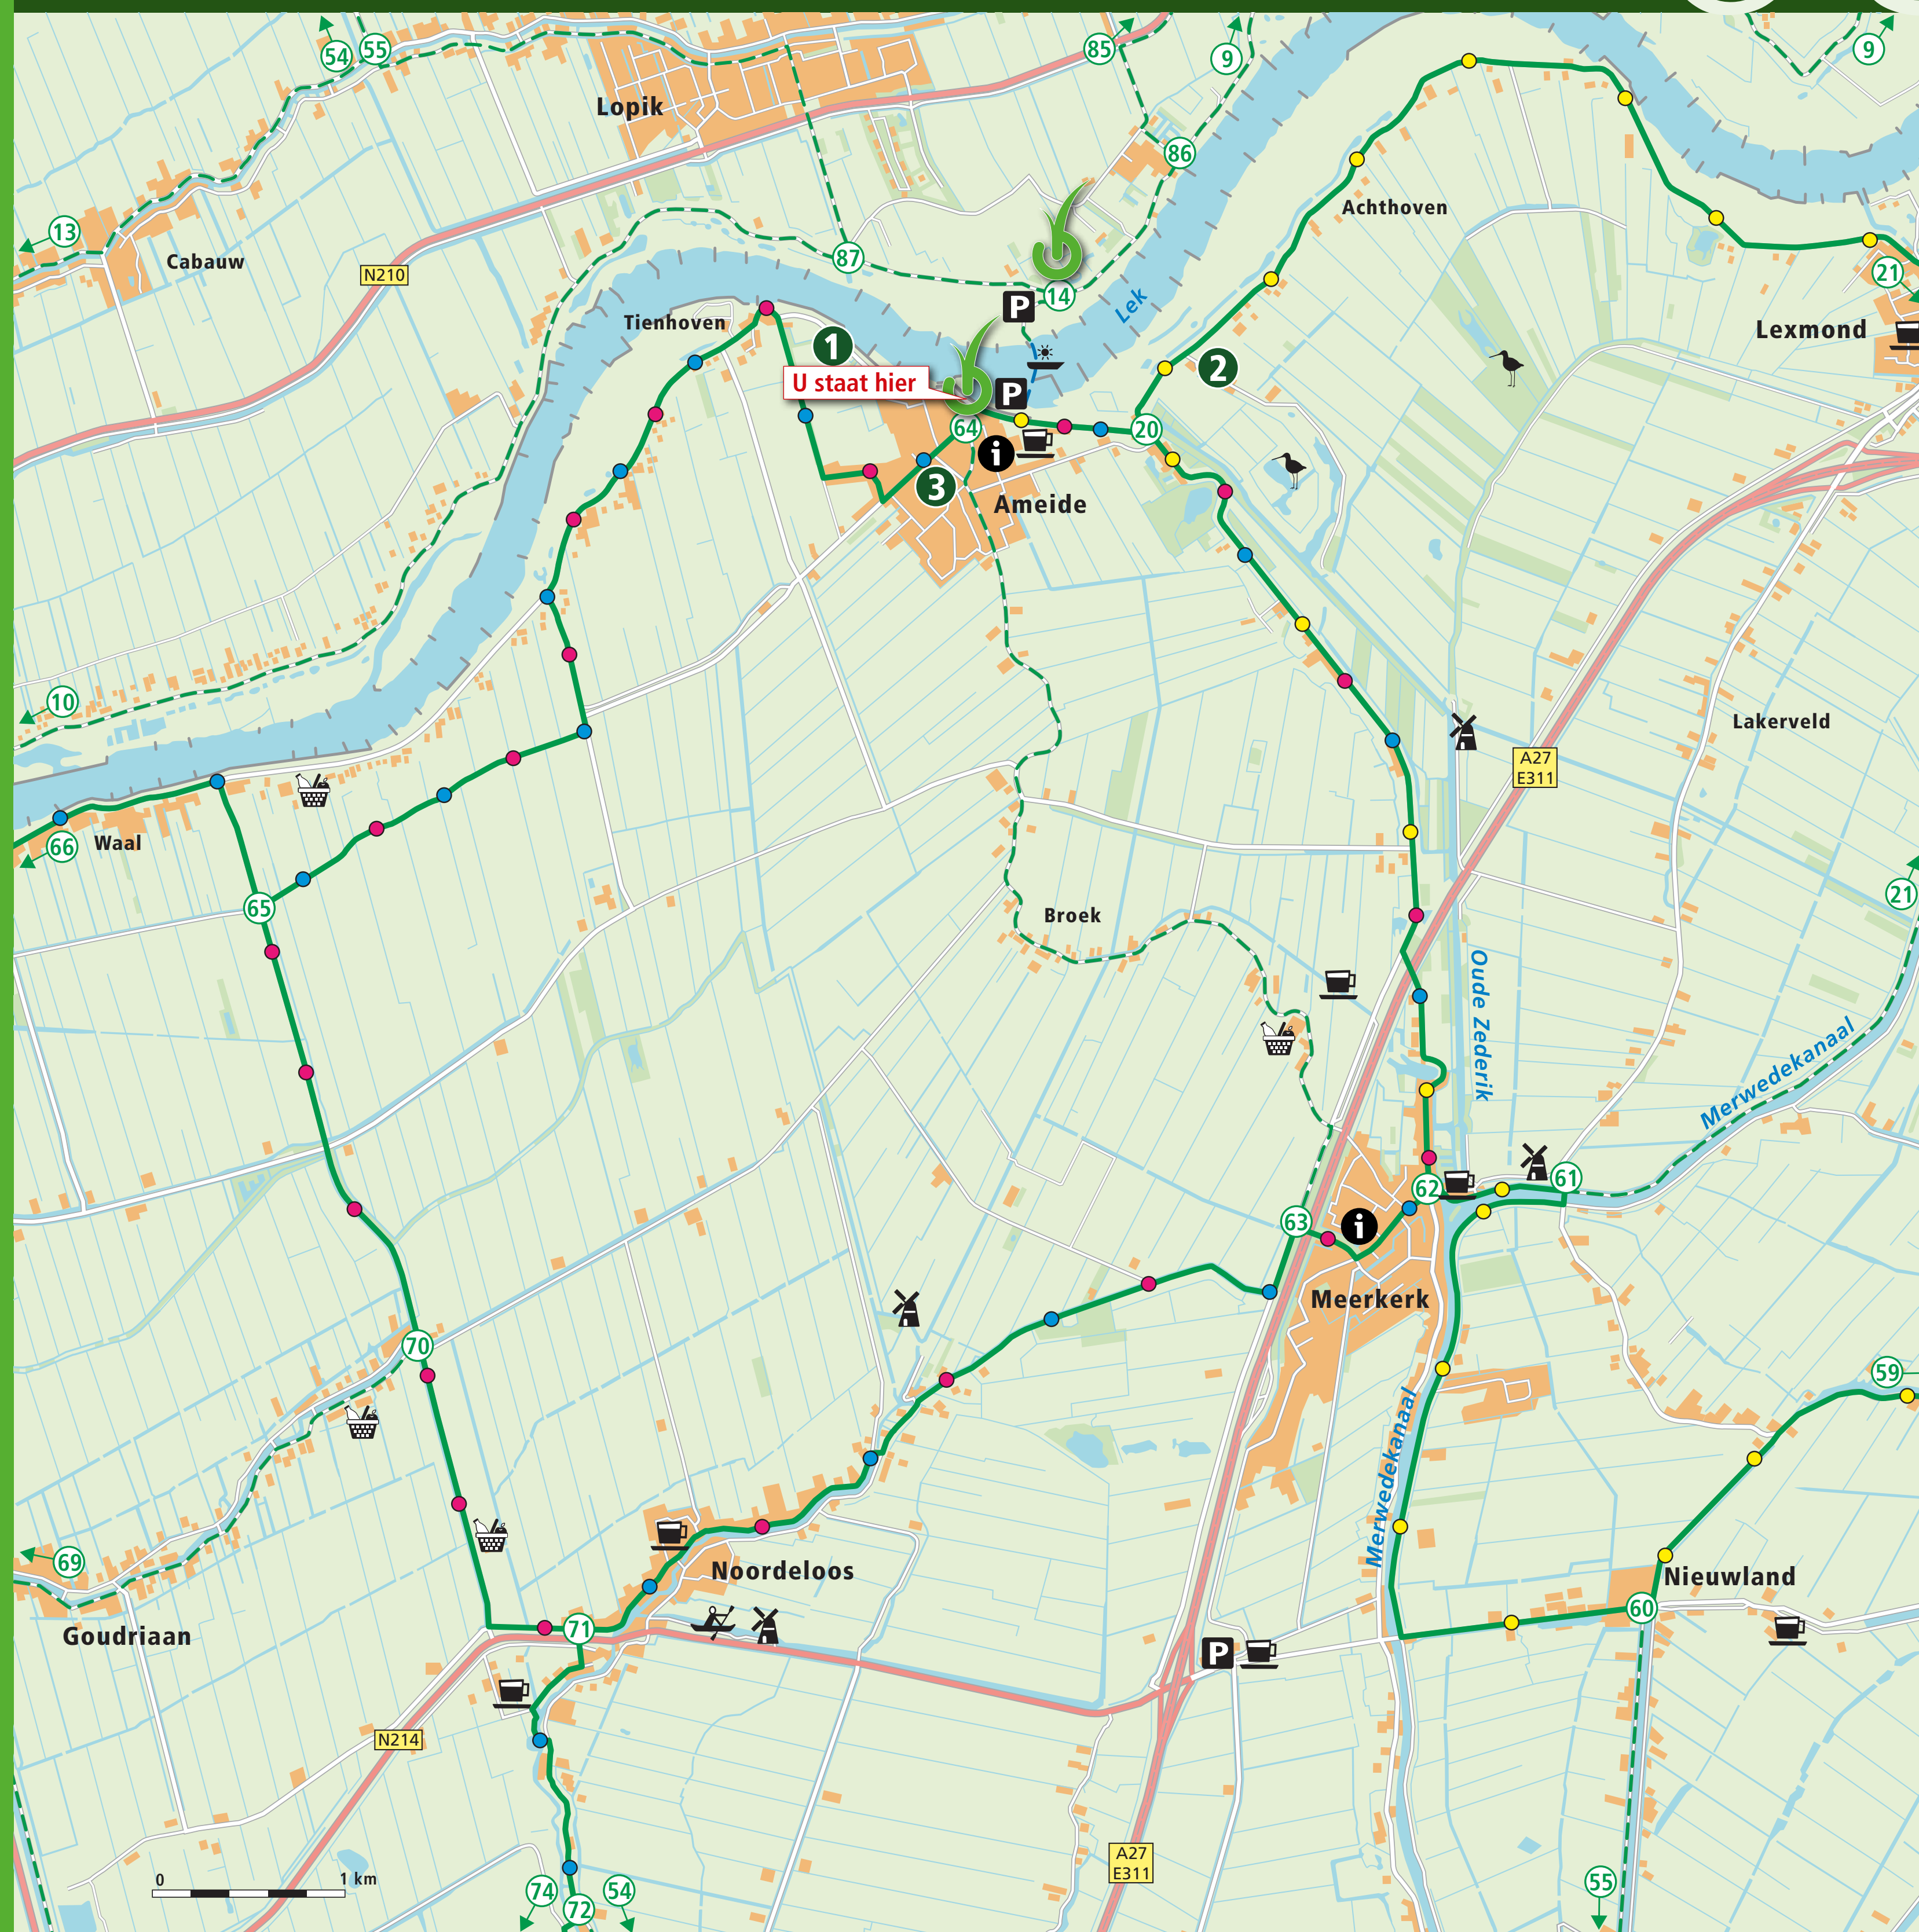 54
55
85
9
9
Lopik
86
13
Cabauw
N210
87
14
P
Lek
Achthoven
21
Lexmond
Tienhoven
1
2
U staat hier
P
64
20
i
3
Ameide
10
Lakerveld
A27
E311
Waal
66
65
21
Broek
Oude Zederik
Merwedekanaal
61
62
63
i
Meerkerk
70
59
Merwedekanaal
69
Noordeloos
Nieuwland
60
71
Goudriaan
P
N214
A27
E311
0
1 km
74
72
54
55